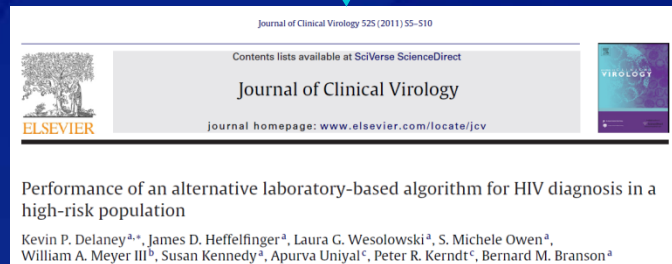 Journal of Clinical Virology 52S (2011) S5–S10
Contents lists available at SciVerse ScienceDirect
Journal of Clinical Virology
journal homepage: www.elsevier.com/locate/jcv
ELSEVIER
VIROLOGY
Performance of an alternative laboratory-based algorithm for HIV diagnosis in a
high-risk population
Kevin P. Delaney a,*, James D. Heffelfinger a, Laura G. Wesolowski a, S. Michele Owen a,
William A. Meyer III b, Susan Kennedy a, Apurva Uniyal c, Peter R. Kerndt c, Bernard M. Branson a